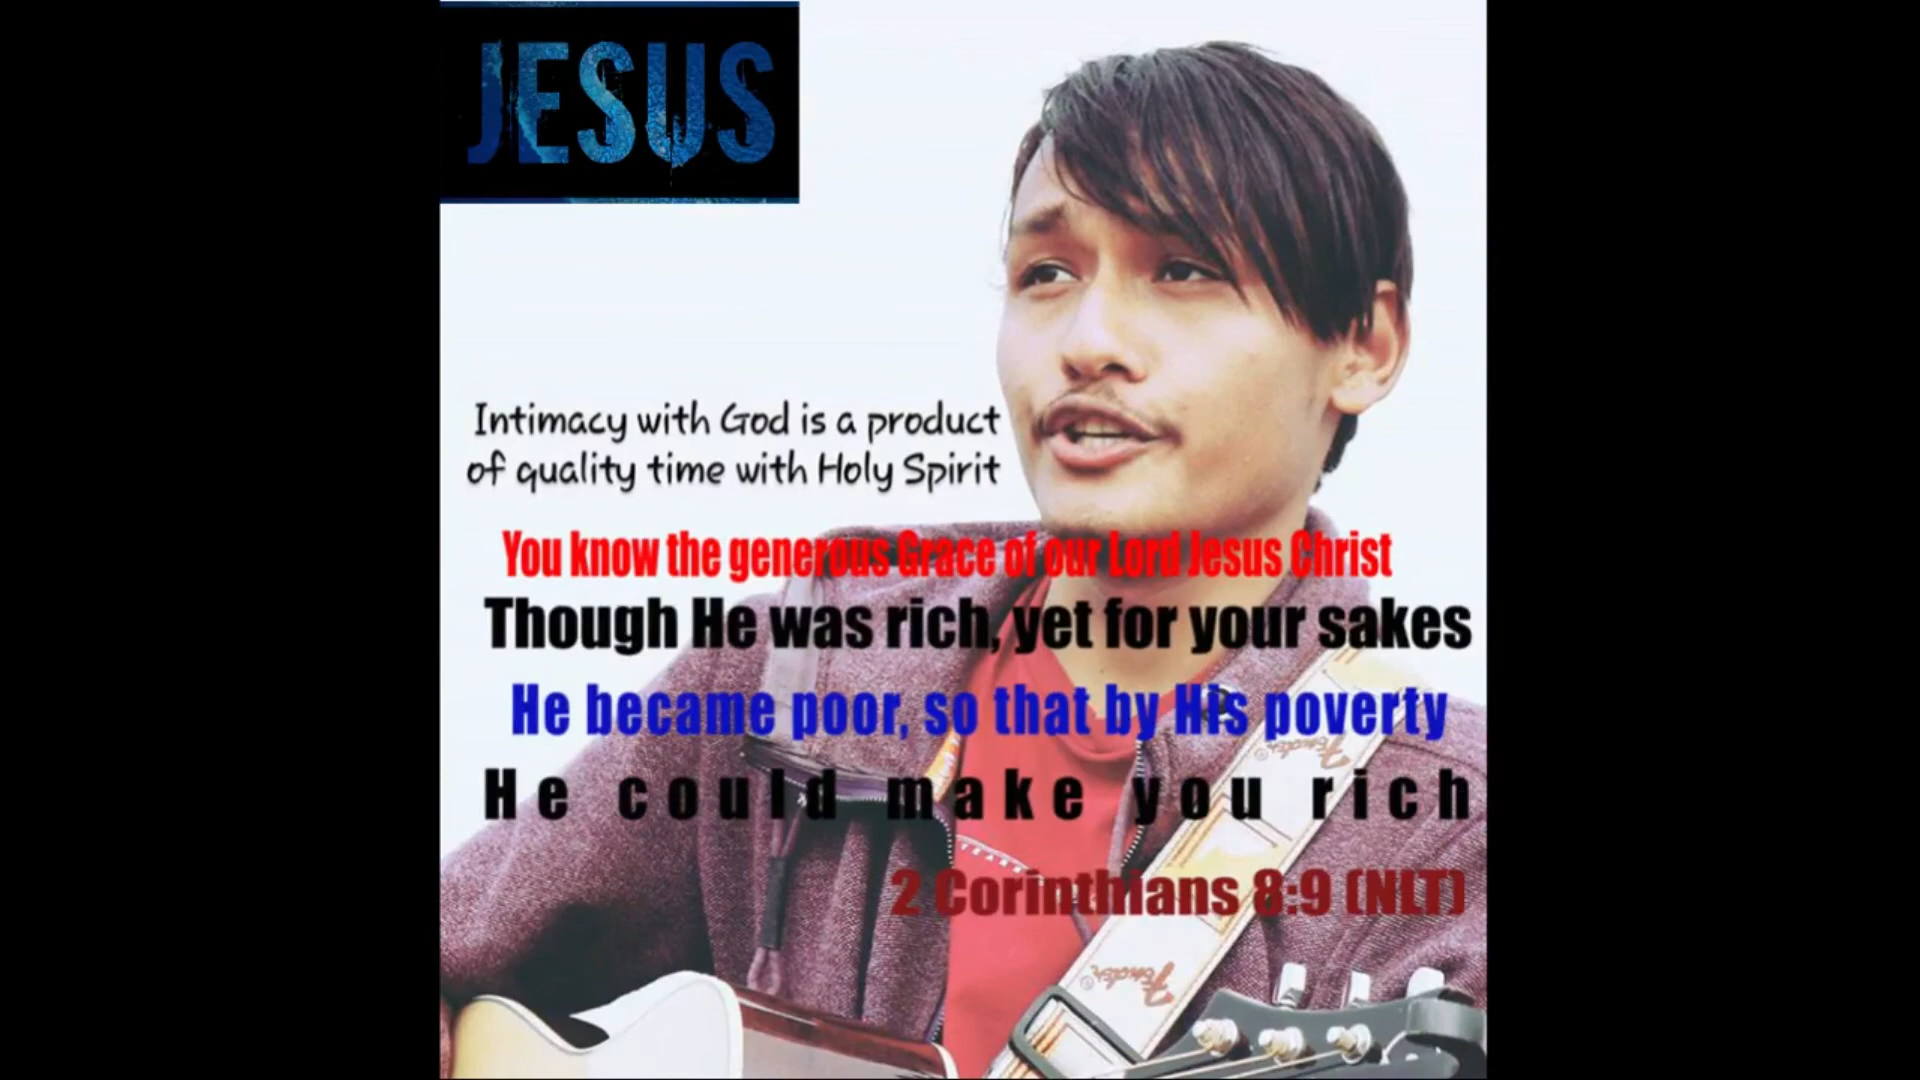 JESUS
Intimacy with God is a product
of quality time with Holy Spirit
You know the generous Grace of our Lord Jesus Christ
Though He was rich, yet for your sakes
He became poor, so that by His poverty
He could make you rich
2 Corinthians 8:9 (NLT)
Fender
Fender